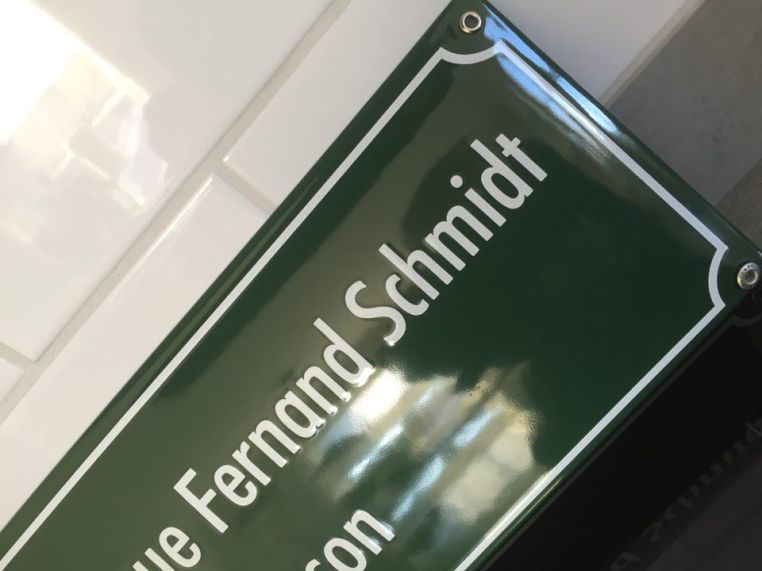 ue Fernand Schmidt
son